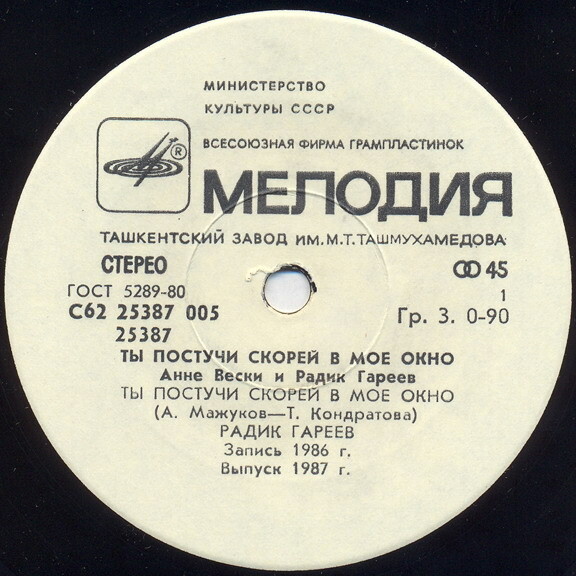 МИНИСТЕРСТВО
КУЛЬТУРЫ СССР
ВСЕСОЮЗНАЯ ФИРМА ГРАМПЛАСТИНОК
®
МЕЛОДИЯ
ТАШКЕНТСКИЙ ЗАВОД ИМ. М.Т. ТАШМУХАМЕДОВА
СТЕРЕО 45
ГОСТ 5289-80 1
С62 25387 005 Гр. 3. 0-90
25387
ТЫ ПОСТУЧИ СКОРЕЙ В МОЕ ОКНО
Анне Вески и Радик Гареев
ТЫ ПОСТУЧИ СКОРЕЙ В МОЕ ОКНО
(А. Мажуков—Т. Кондратова)
РАДИК ГАРЕЕВ
Запись 1986 г.
Выпуск 1987 г.